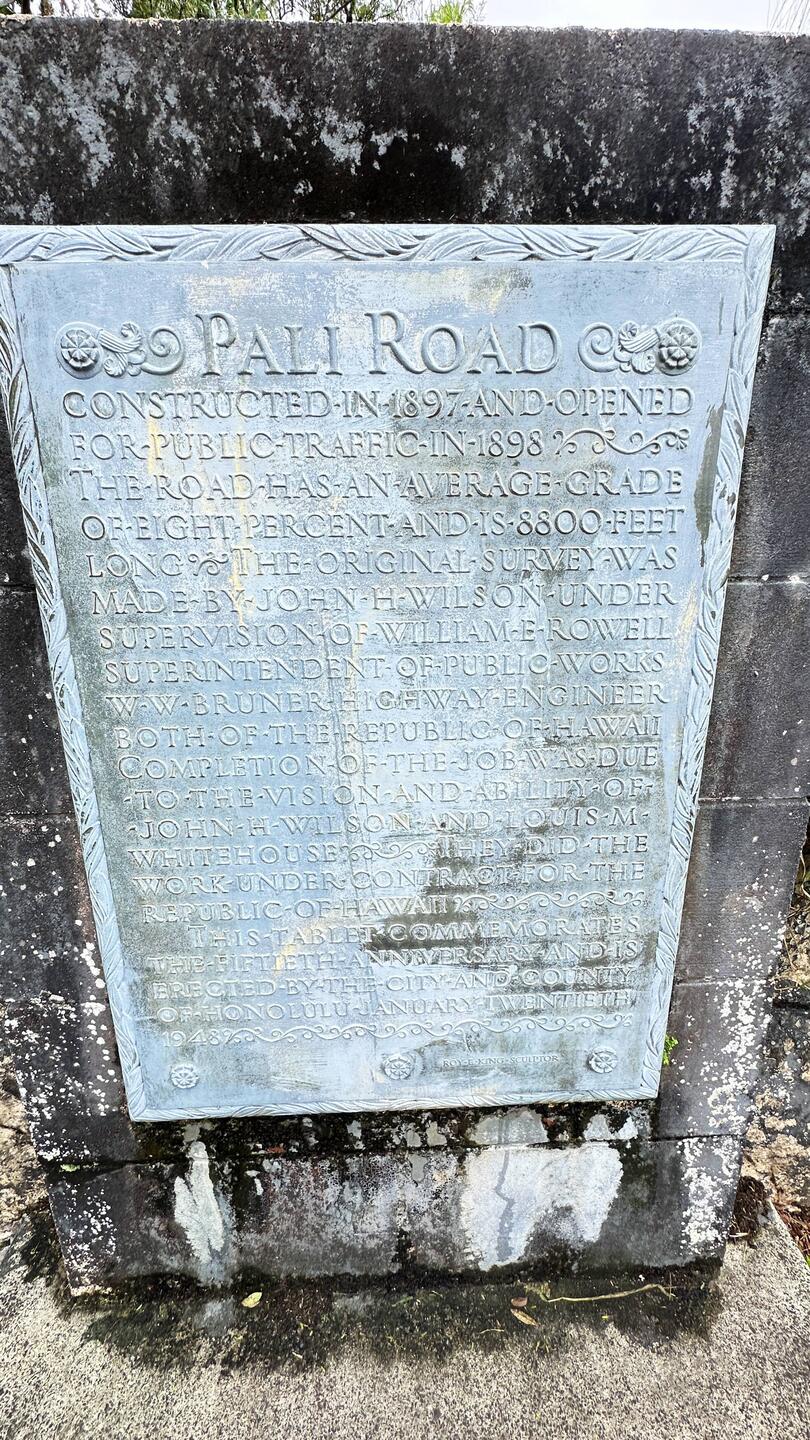 PALI ROAD
CONSTRUCTED·IN·1897·AND·OPENED
FOR·PUBLIC·TRAFFIC·IN·1898
THE·ROAD·HAS·AN·AVERAGE·GRADE
OF·EIGHT·PERCENT·AND·IS·8800·FEET
LONG THE·ORIGINAL·SURVEY·WAS
MADE·BY·JOHN·H·WILSON·UNDER
SUPERVISION·OF·WILLIAM·E·ROWELL
SUPERINTENDENT·OF·PUBLIC·WORKS
W·W·BRUNER·HIGHWAY·ENGINEER
BOTH·OF·THE·REPUBLIC·OF·HAWAII
COMPLETION·OF·THE·JOB·WAS·DUE
·TO·THE·VISION·AND·ABILITY·OF·
·JOHN·H·WILSON·AND·LOUIS·M·
WHITEHOUSE THEY·DID·THE
WORK·UNDER·CONTRACT·FOR·THE
REPUBLIC·OF·HAWAII
THIS·TABLET·COMMEMORATES
THE·FIFTIETH·ANNIVERSARY·AND·IS
ERECTED·BY·THE·CITY·AND·COUNTY
·OF·HONOLULU·JANUARY·TWENTIETH
1948
ROY·E·KING·SCULPTOR